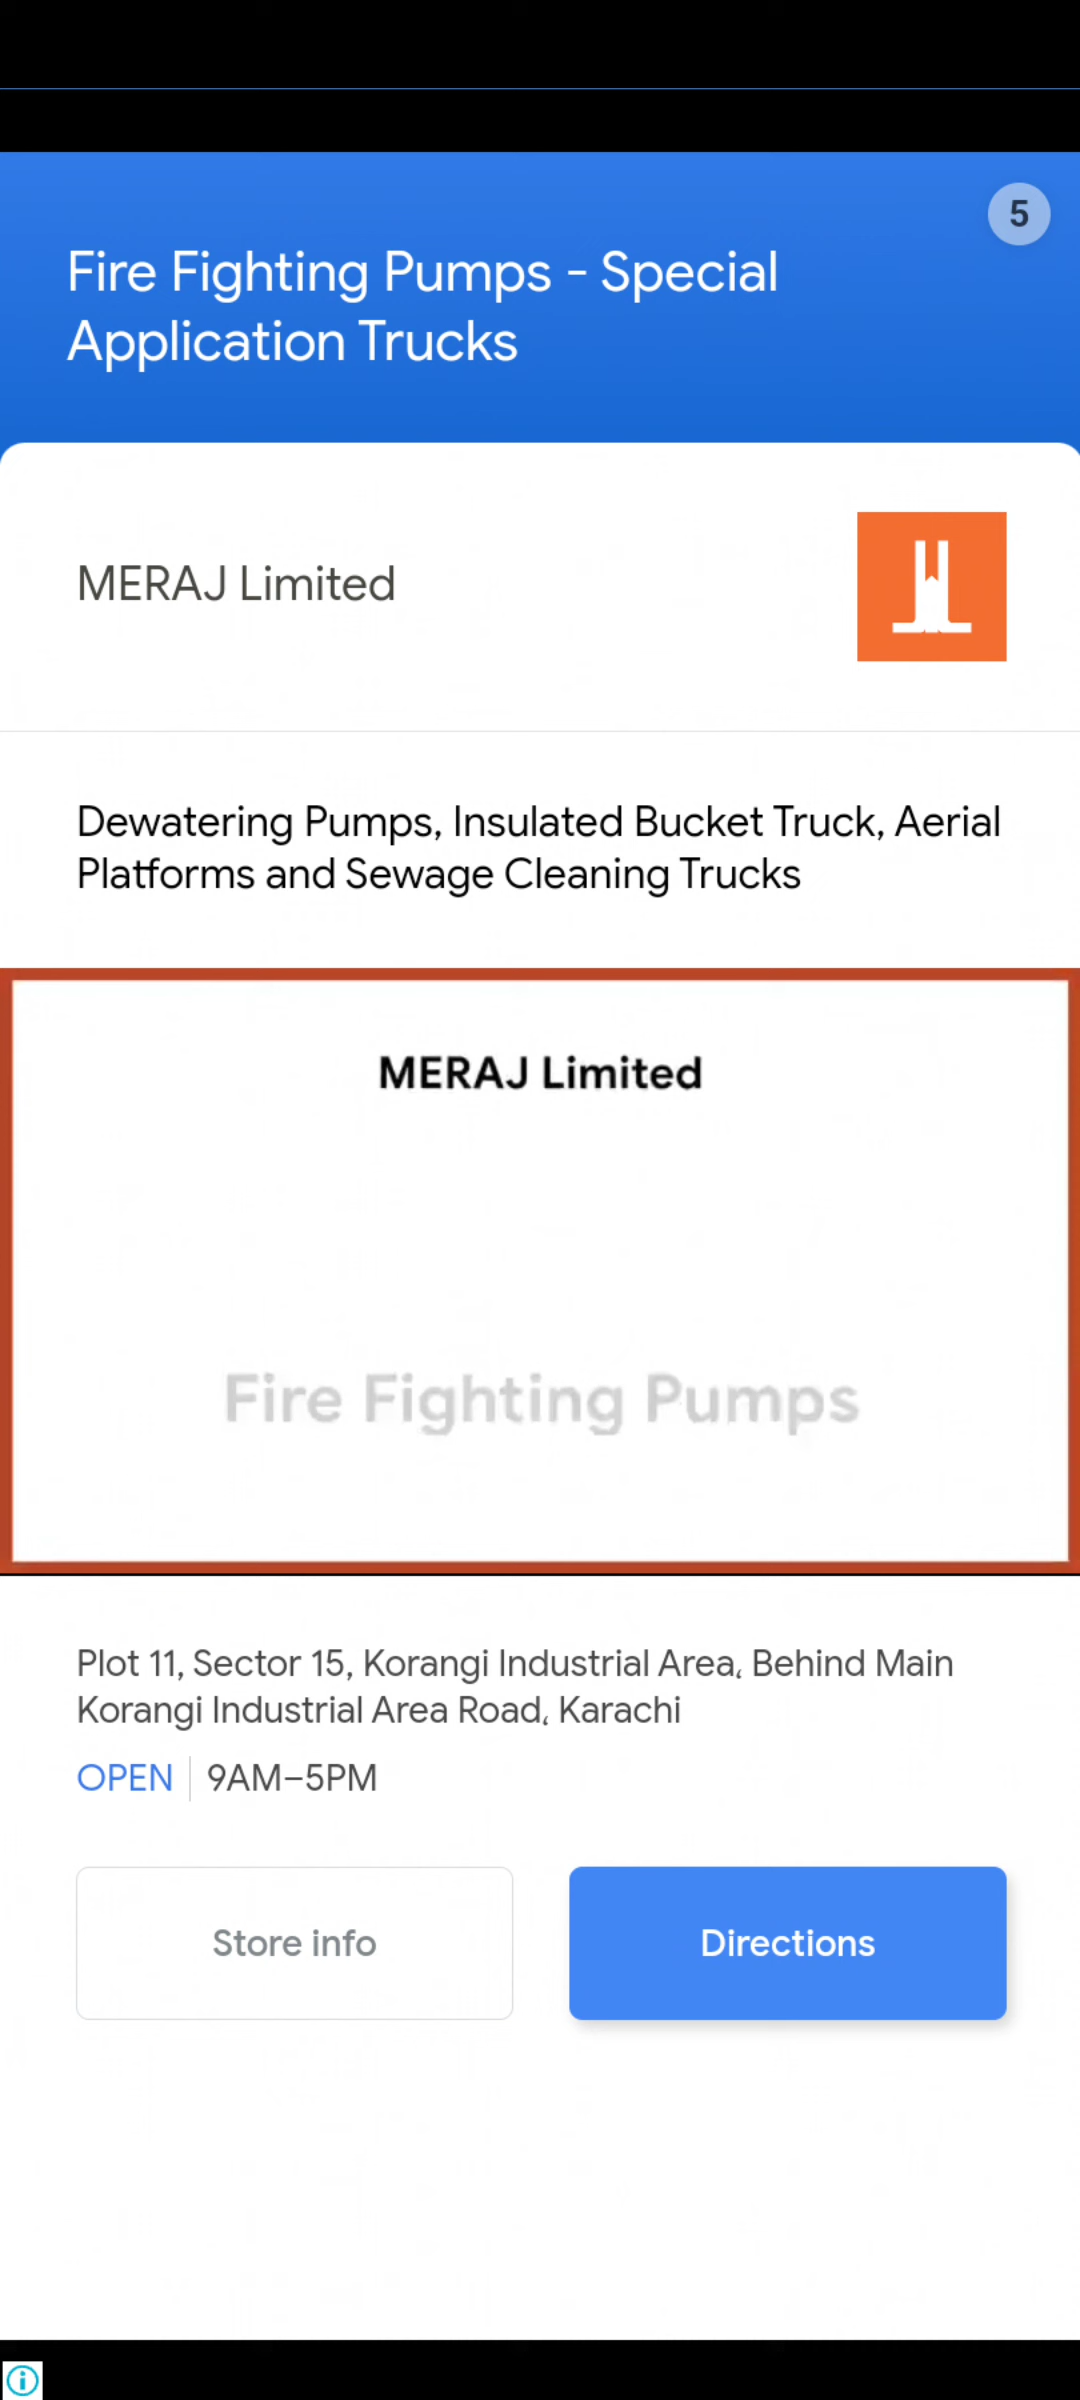 5
Fire Fighting Pumps - Special
Application Trucks
MERAJ Limited
Dewatering Pumps, Insulated Bucket Truck, Aerial
Platforms and Sewage Cleaning Trucks
MERAJ Limited
Fire Fighting Pumps
Plot 11, Sector 15, Korangi Industrial Area، Behind Main
Korangi Industrial Area Road، Karachi
OPEN | 9AM–5PM
Store info
Directions